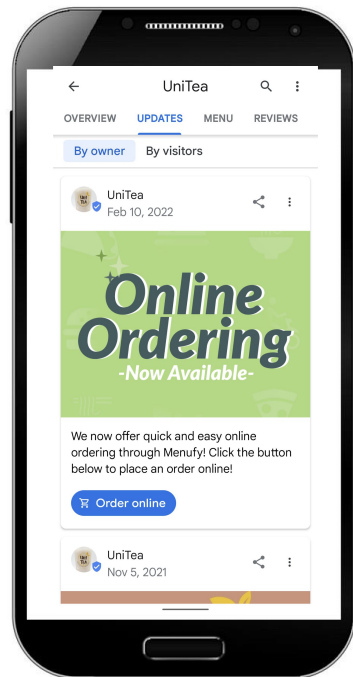 UniTea
OVERVIEW UPDATES MENU REVIEWS
By owner By visitors
UniTea
Feb 10, 2022
Online
Ordering
-Now Available-
We now offer quick and easy online
ordering through Menufy! Click the button
below to place an order online!
Order online
UniTea
Nov 5, 2021